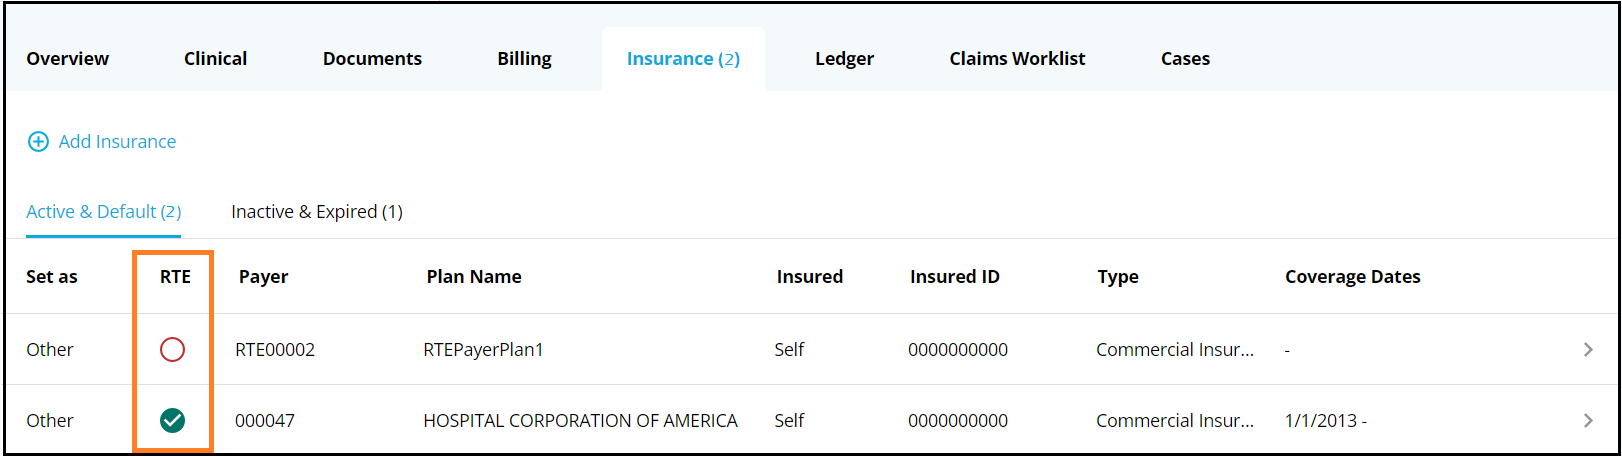 Overview Clinical Documents Billing Insurance (2) Ledger Claims Worklist Cases
Add Insurance
Active & Default (2) Inactive & Expired (1)
Set as RTE Payer Plan Name Insured Insured ID Type Coverage Dates
Other RTE00002 RTEPayerPlan1 Self 0000000000 Commercial Insur... -
Other 000047 HOSPITAL CORPORATION OF AMERICA Self 0000000000 Commercial Insur... 1/1/2013 -